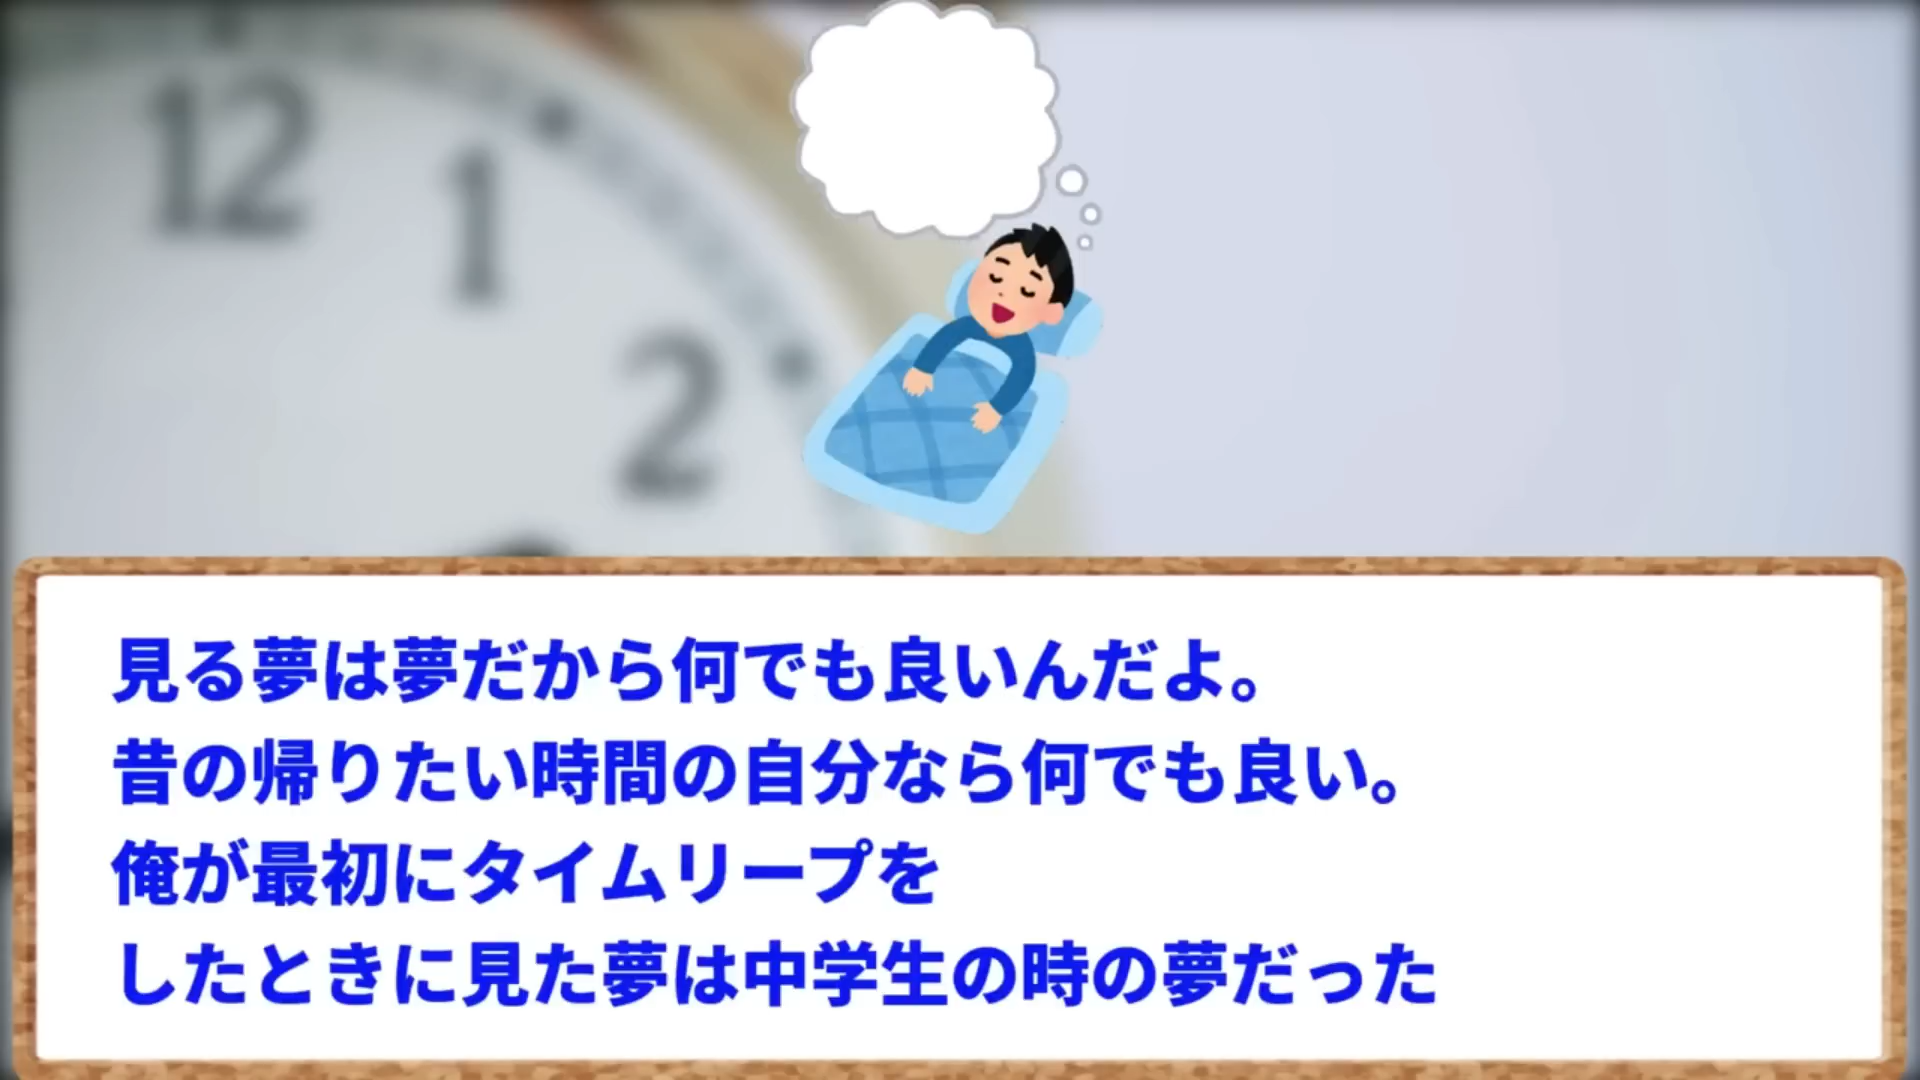 12
1
2
見る夢は夢だから何でも良いんだよ。
昔の帰りたい時間の自分なら何でも良い。
俺が最初にタイムリープを
したときに見た夢は中学生の時の夢だった